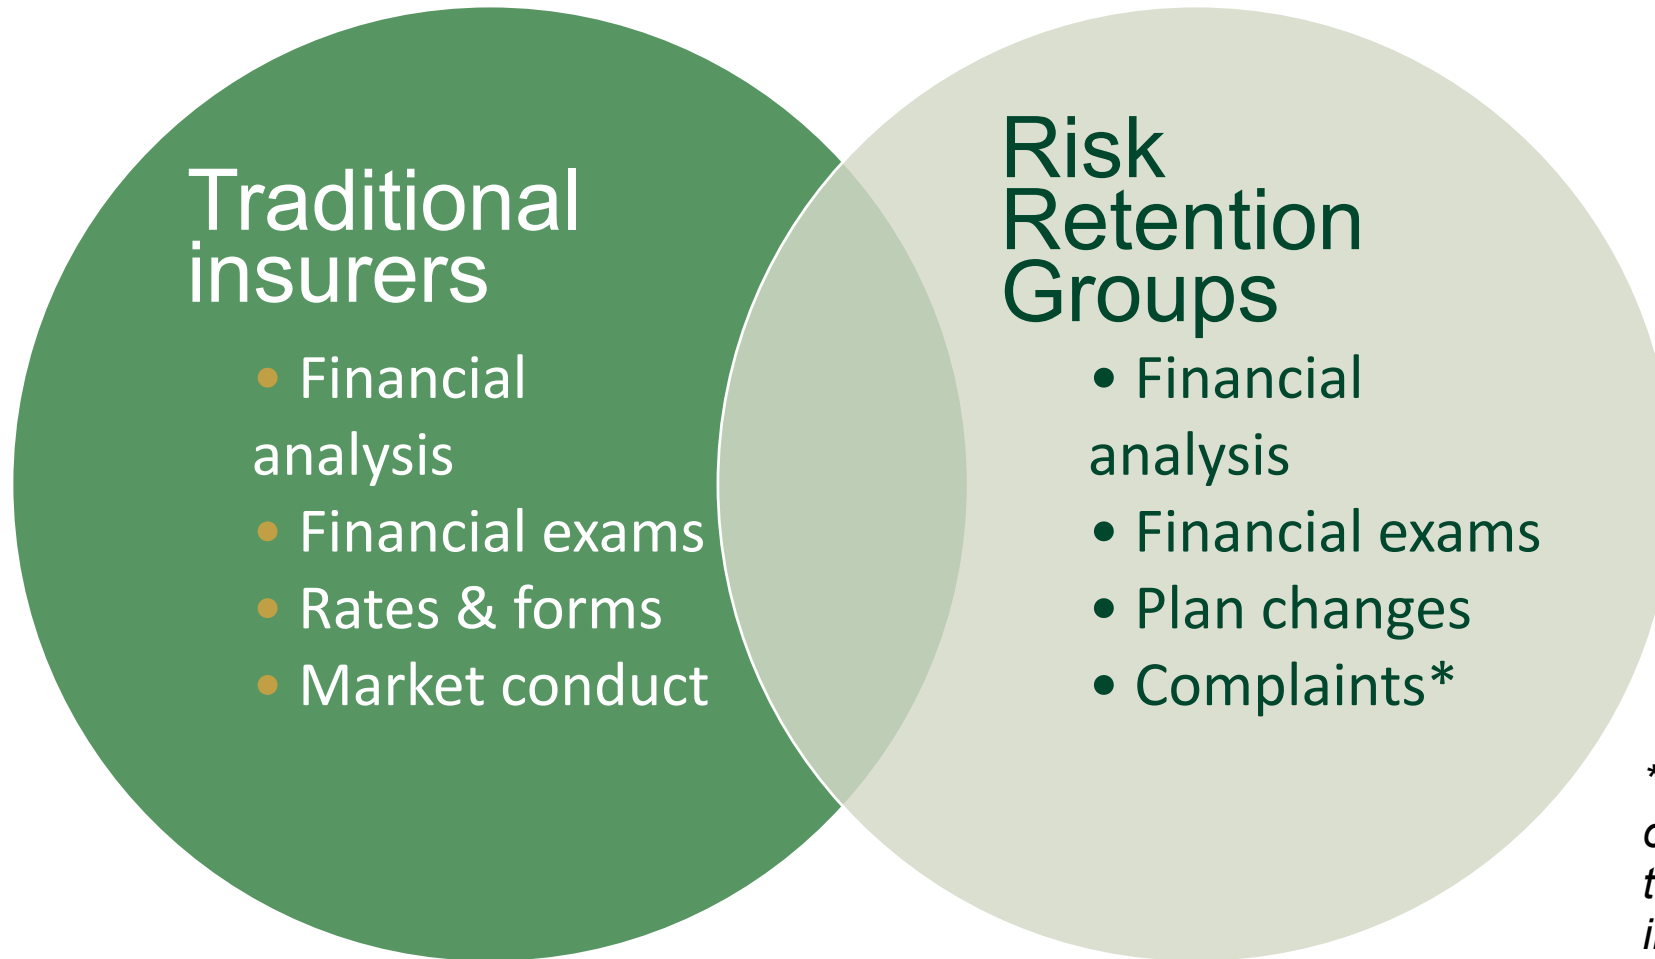 Traditional
insurers
• Financial
analysis
• Financial exams
• Rates & forms
• Market conduct
Risk
Retention
Groups
• Financial
analysis
• Financial exams
• Plan changes
• Complaints*
*